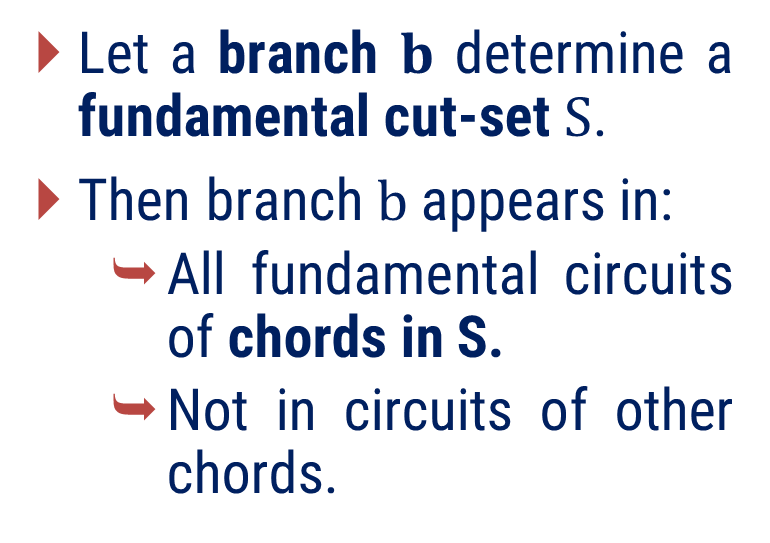 Let a branch b determine a
fundamental cut-set S.
Then branch b appears in:
All fundamental circuits
of chords in S.
Not in circuits of other
chords.